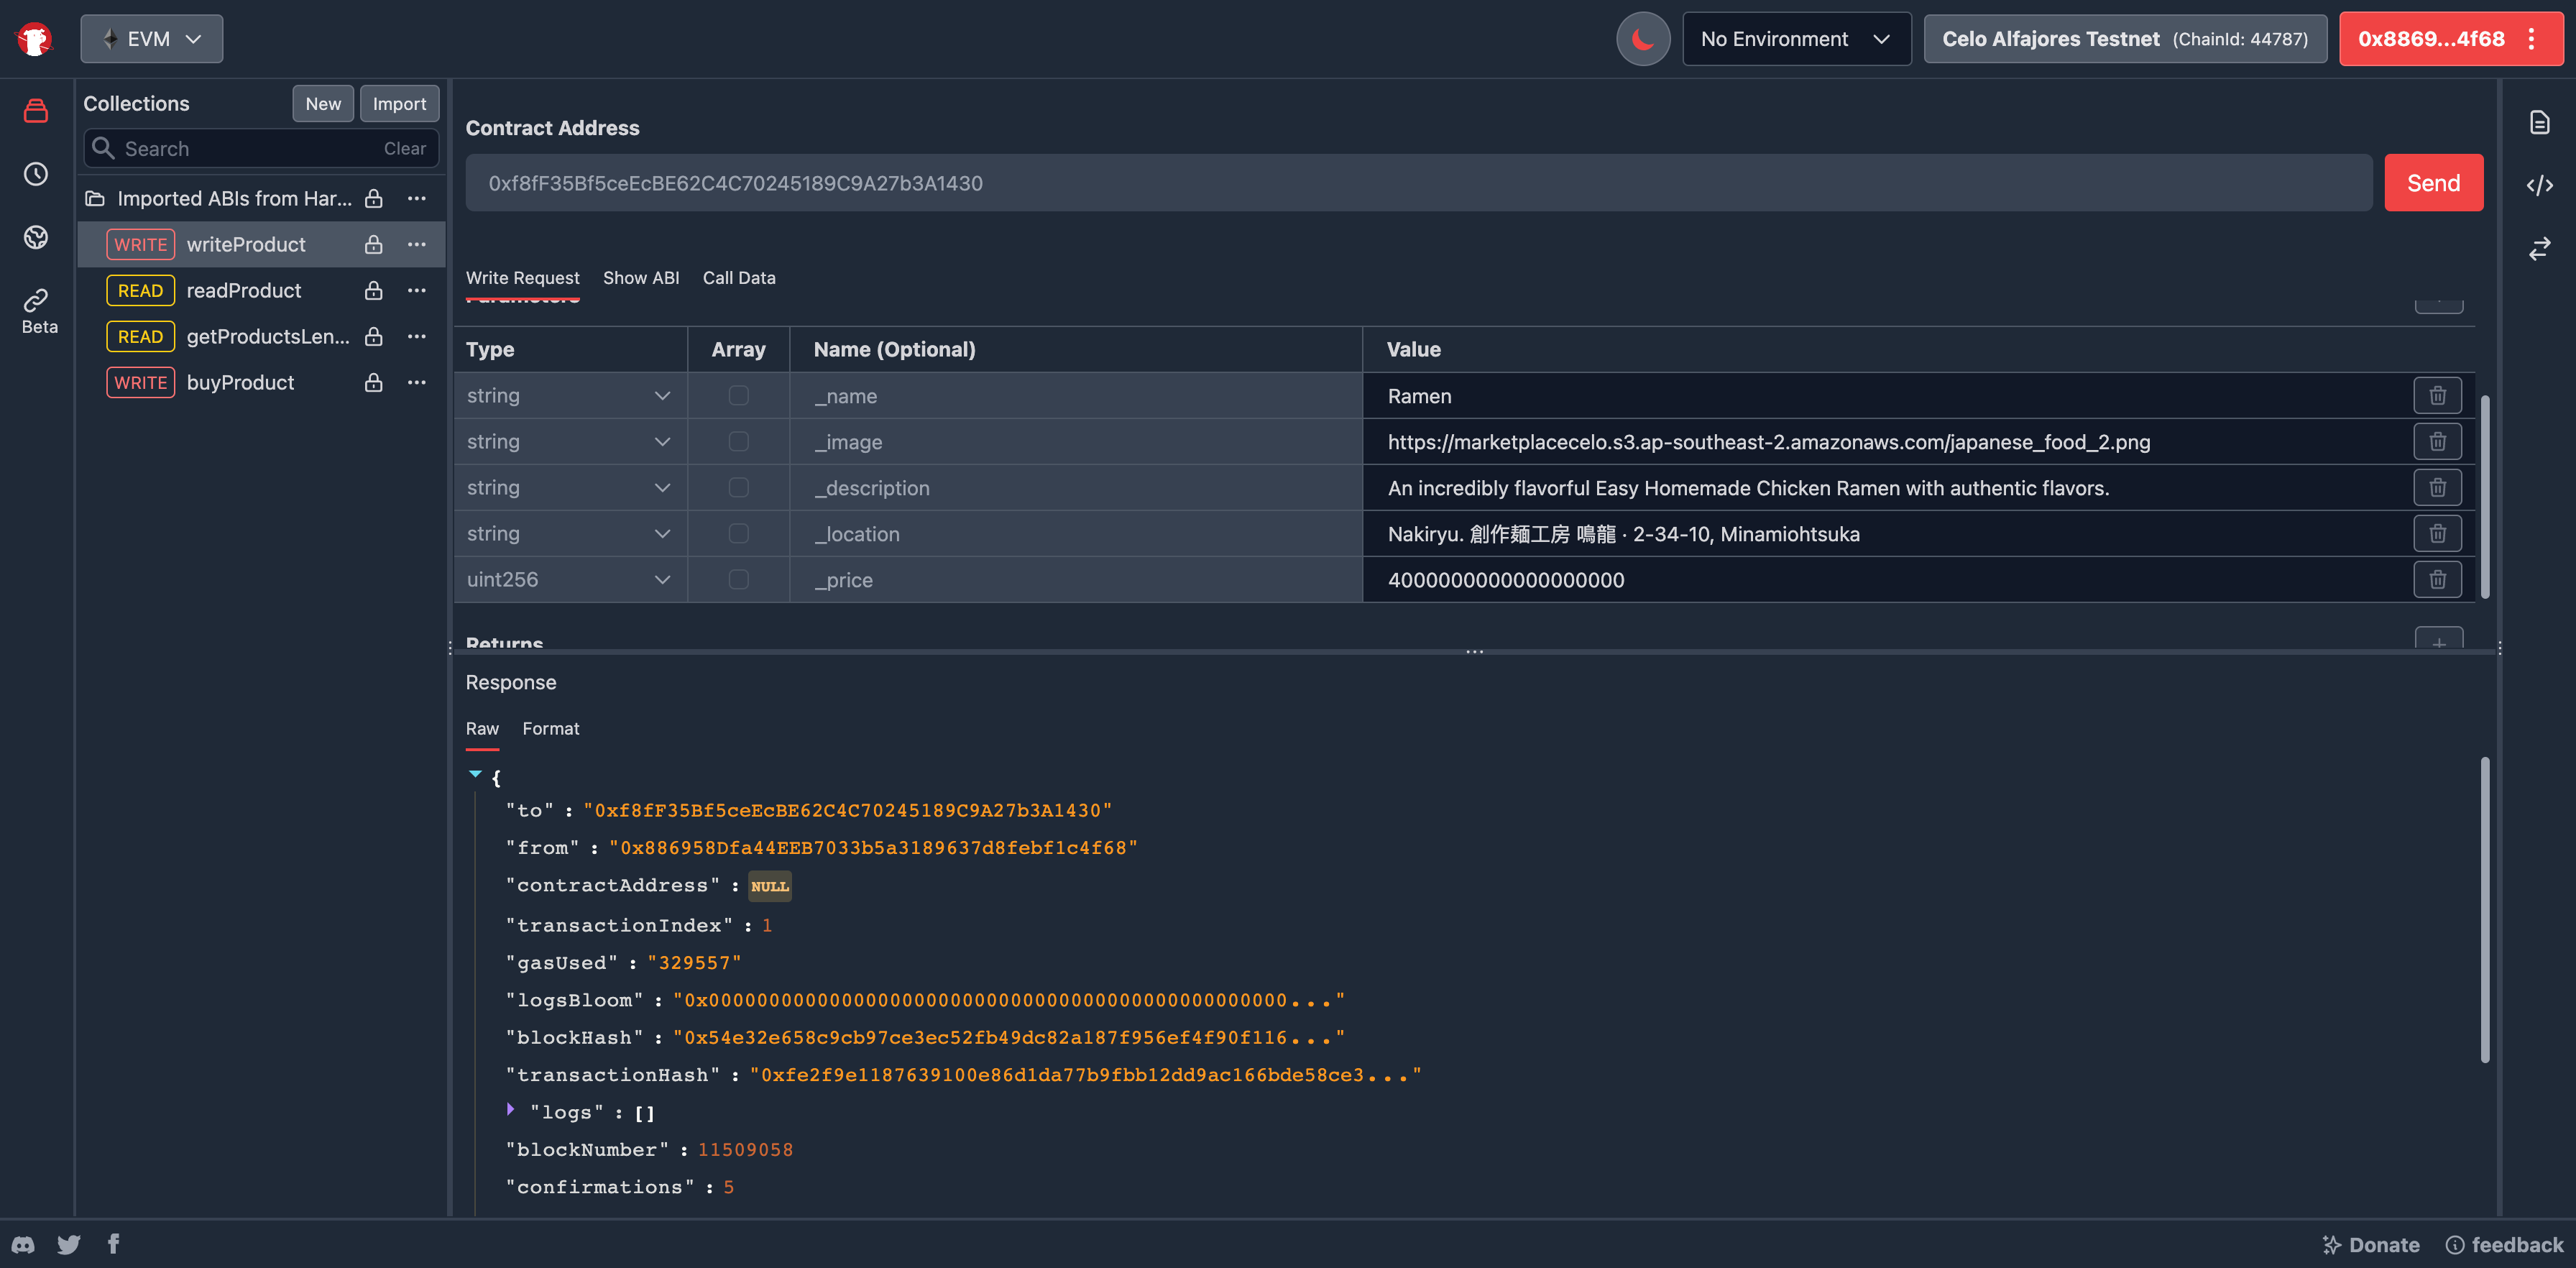 EVM
No Environment
Celo Alfajores Testnet (ChainId: 44787)
0x8869...4f68
Collections
New
Import
Search
Clear
Imported ABIs from Har...
WRITE writeProduct
READ readProduct
READ getProductsLen...
WRITE buyProduct
Beta
Contract Address
0xf8fF35Bf5ceEcBE62C4C70245189C9A27b3A1430
Send
Write Request Show ABI Call Data
Parameters
Type Array Name (Optional) Value
string _name Ramen
string _image https://marketplacecelo.s3.ap-southeast-2.amazonaws.com/japanese_food_2.png
string _description An incredibly flavorful Easy Homemade Chicken Ramen with authentic flavors.
string _location Nakiryu. 創作麺工房 鳴龍 · 2-34-10, Minamiohtsuka
uint256 _price 4000000000000000000
Returns
Response
Raw Format
{
"to" : "0xf8fF35Bf5ceEcBE62C4C70245189C9A27b3A1430"
"from" : "0x886958Dfa44EEB7033b5a3189637d8febf1c4f68"
"contractAddress" : NULL
"transactionIndex" : 1
"gasUsed" : "329557"
"logsBloom" : "0x00000000000000000000000000000000000000000000000000..."
"blockHash" : "0x54e32e658c9cb97ce3ec52fb49dc82a187f956ef4f90f116..."
"transactionHash" : "0xfe2f9e1187639100e86d1da77b9fbb12dd9ac166bde58ce3..."
"logs" : []
"blockNumber" : 11509058
"confirmations" : 5
Donate
feedback